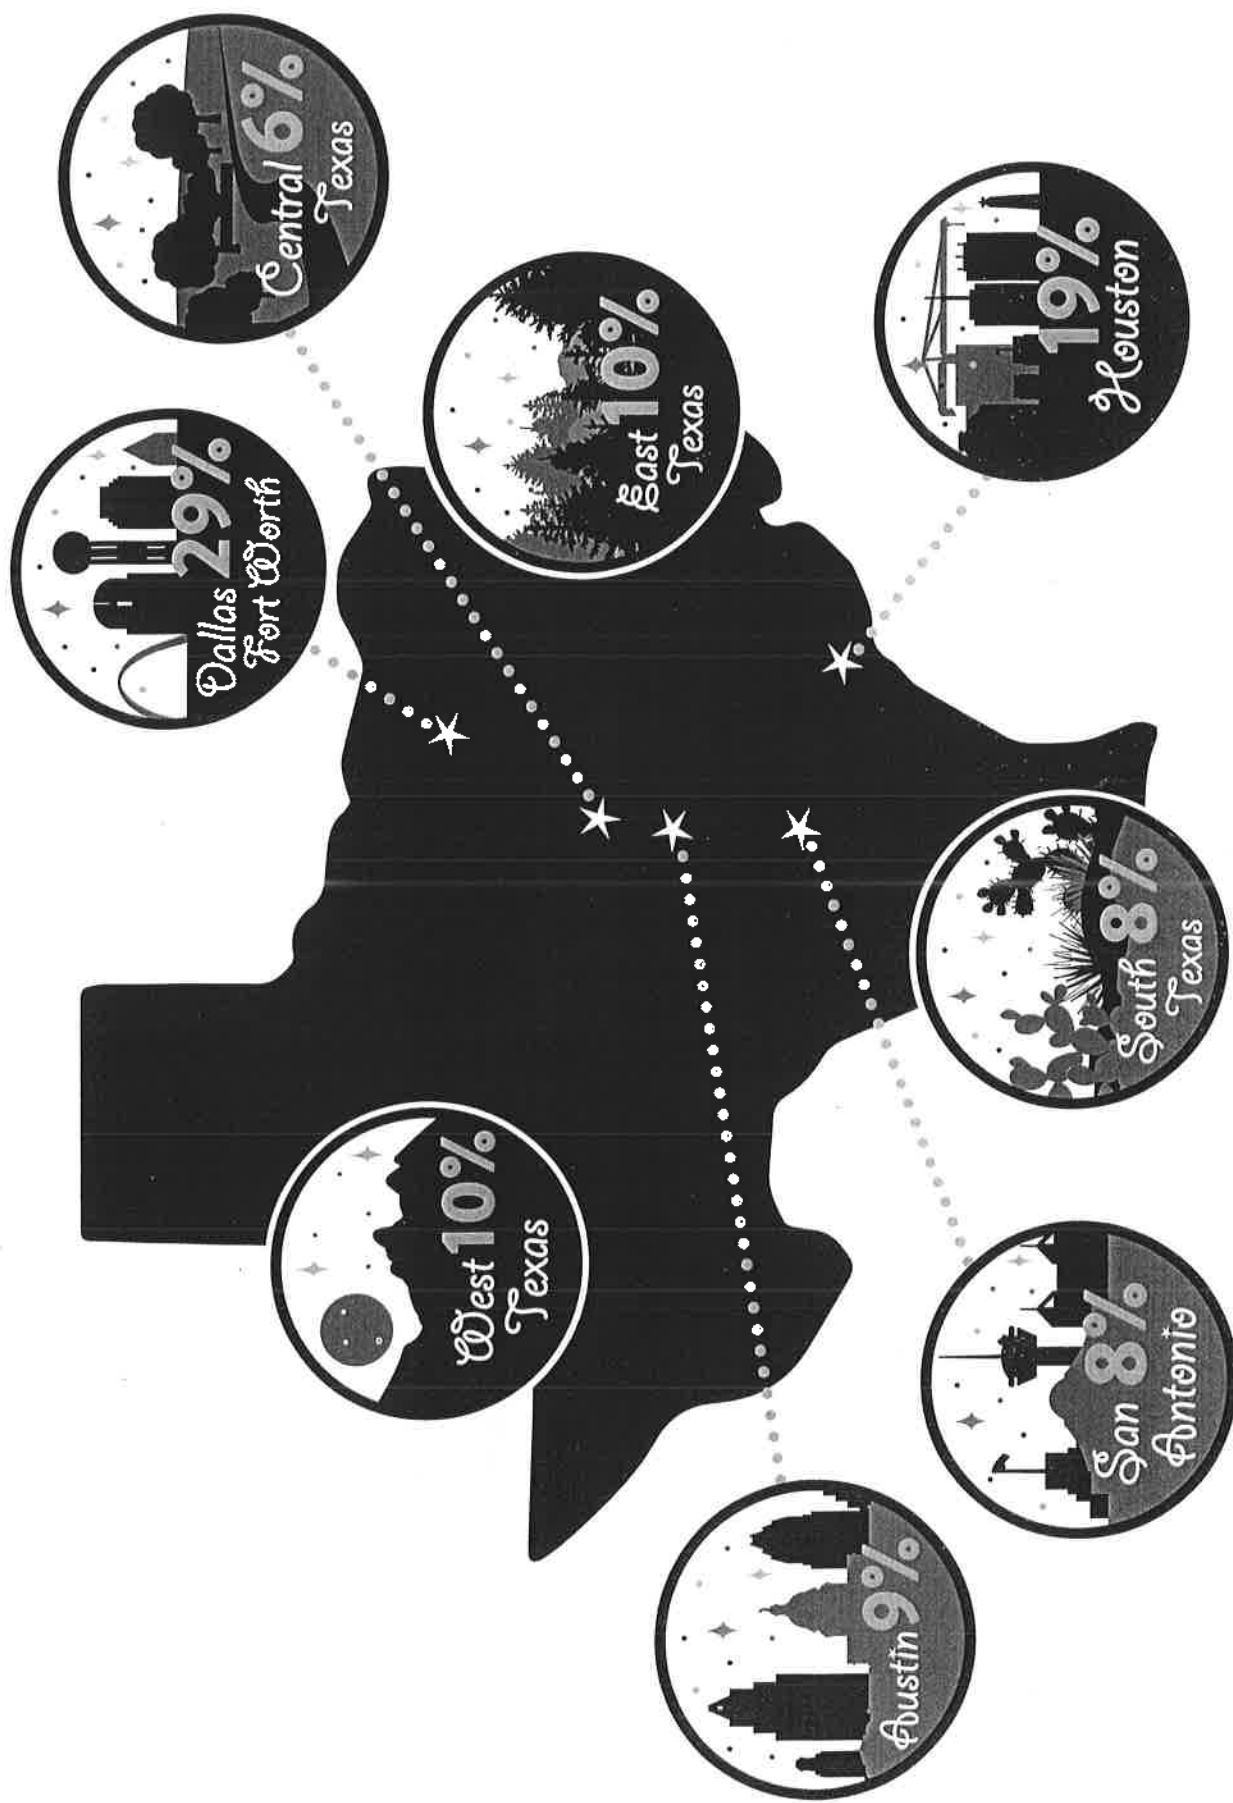 Dallas 29%
Fort Worth
Central 6%
Texas
West 10%
Texas
East 10%
Texas
Austin 9%
San 8%
Antonio
South 8%
Texas
19%
Houston